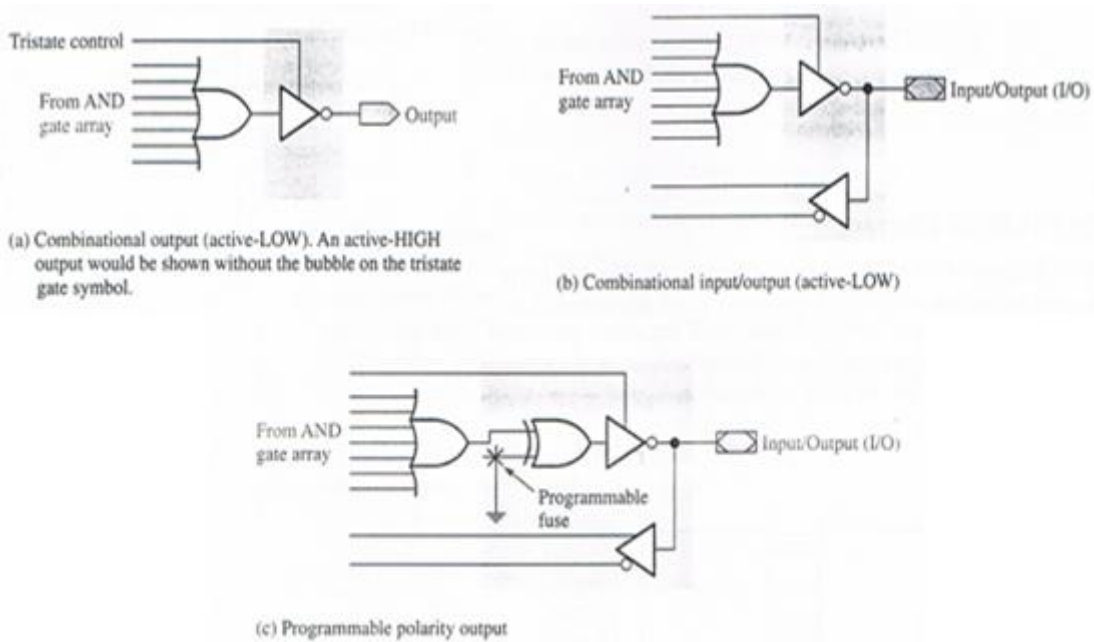 Tristate control
From AND
gate array
Output
(a) Combinational output (active-LOW). An active-HIGH
output would be shown without the bubble on the tristate
gate symbol.
From AND
gate array
Input/Output (I/O)
(b) Combinational input/output (active-LOW)
From AND
gate array
Programmable
fuse
Input/Output (I/O)
(c) Programmable polarity output